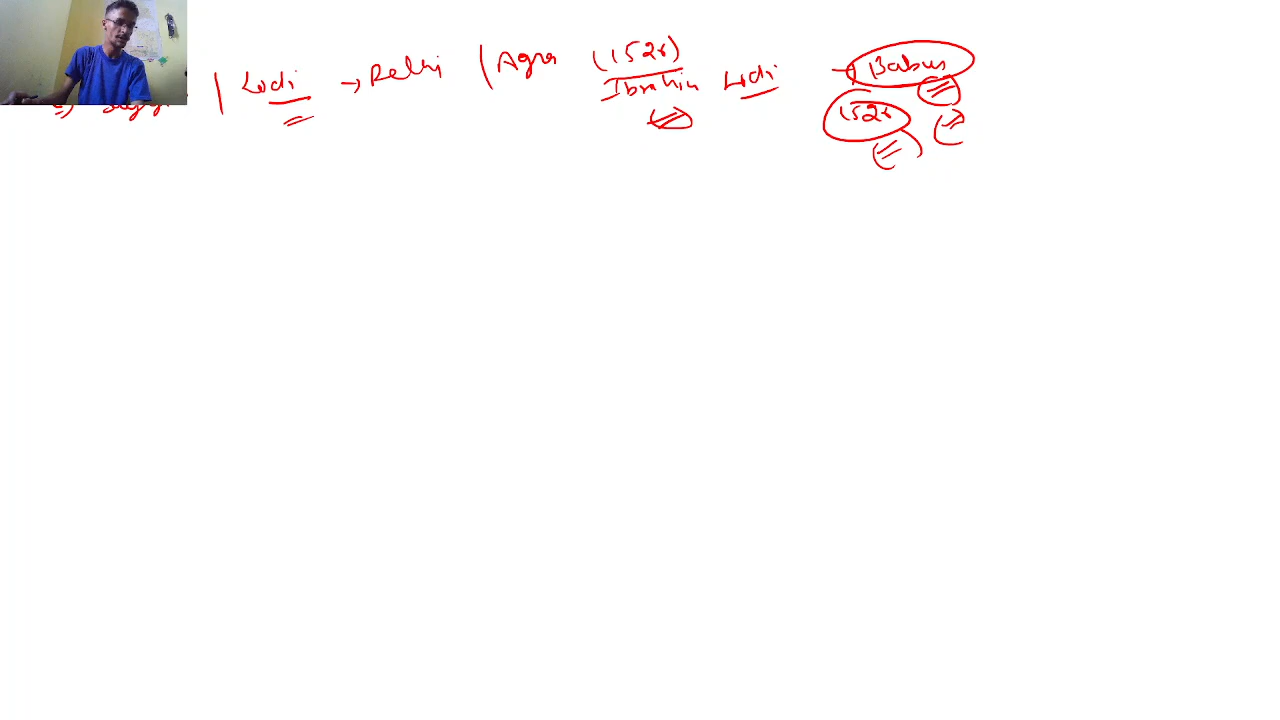 Lodi → Delhi | Agra (1526) Ibrahim Lodi → Babur
1526